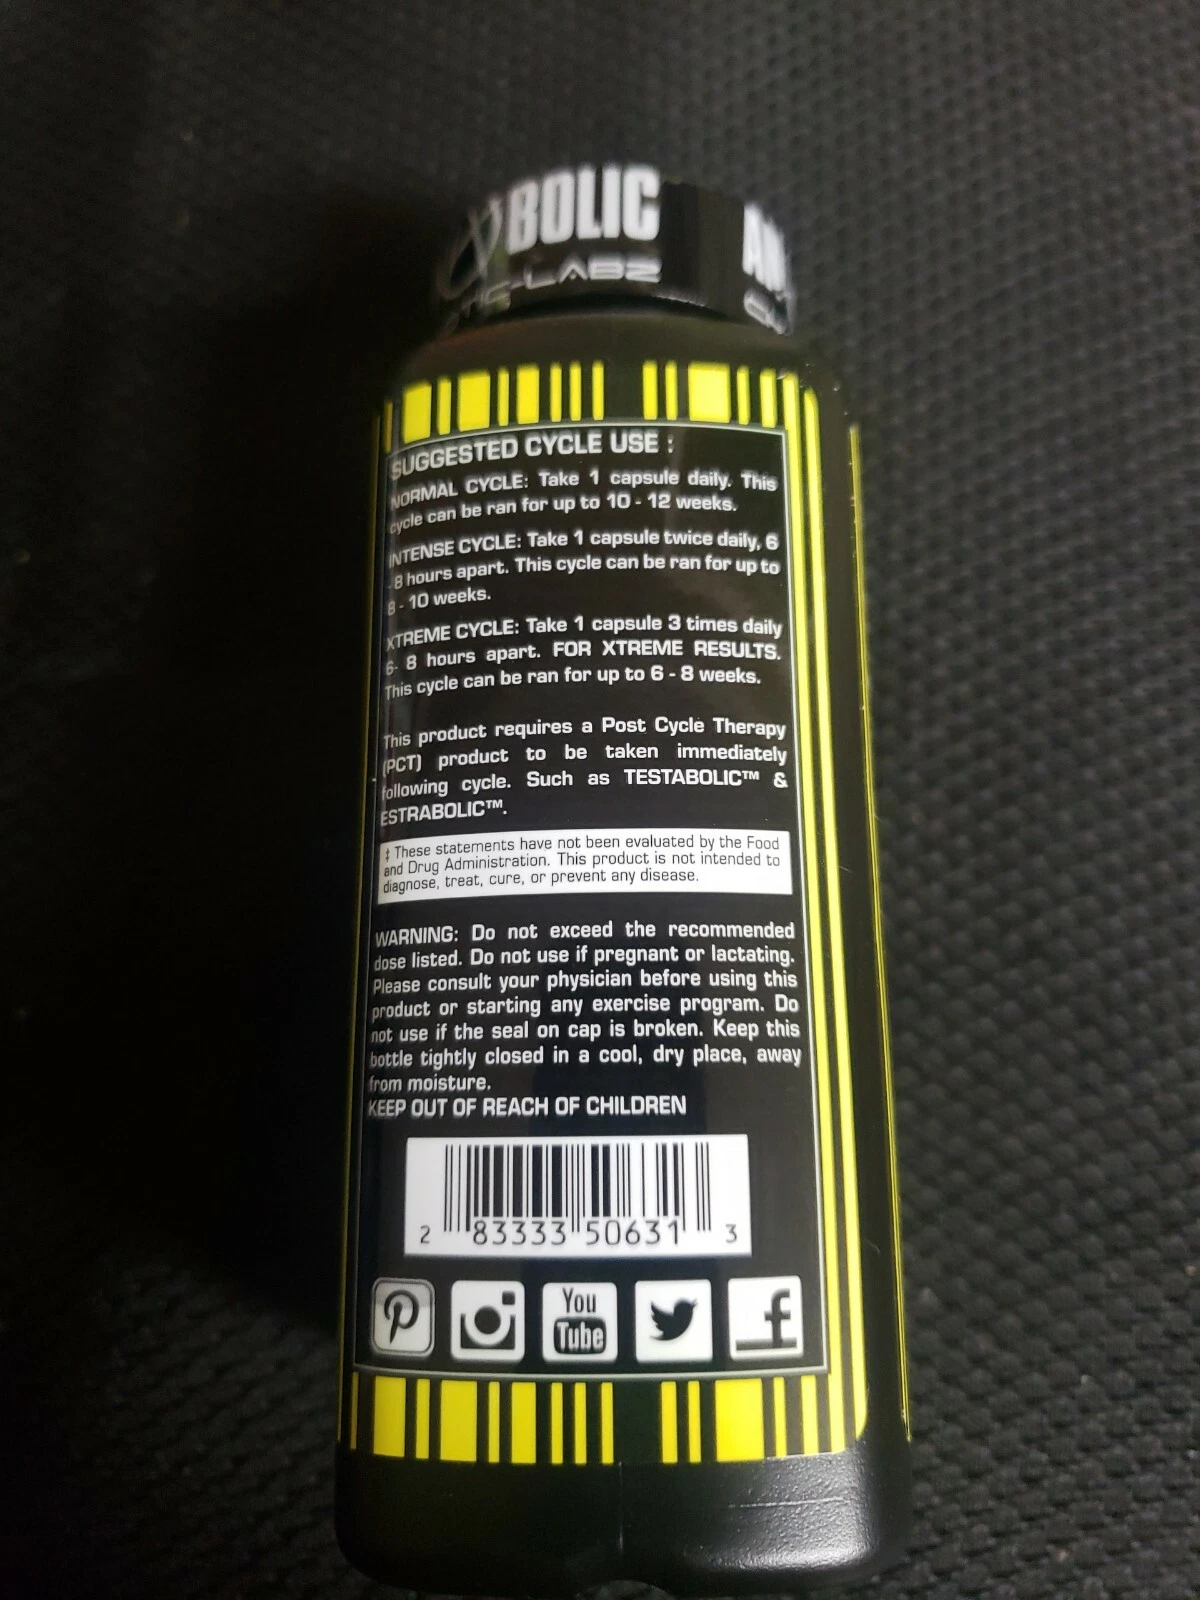 BOLIC AN
LABZ
SUGGESTED CYCLE USE :
NORMAL CYCLE: Take 1 capsule daily. This
cycle can be ran for up to 10 - 12 weeks.
INTENSE CYCLE: Take 1 capsule twice daily, 6
- 8 hours apart. This cycle can be ran for up to
8 - 10 weeks.
XTREME CYCLE: Take 1 capsule 3 times daily
6- 8 hours apart. FOR XTREME RESULTS.
This cycle can be ran for up to 6 - 8 weeks.
This product requires a Post Cycle Therapy
(PCT) product to be taken immediately
following cycle. Such as TESTABOLIC™ &
ESTRABOLIC™.
‡ These statements have not been evaluated by the Food
and Drug Administration. This product is not intended to
diagnose, treat, cure, or prevent any disease.
WARNING: Do not exceed the recommended
dose listed. Do not use if pregnant or lactating.
Please consult your physician before using this
product or starting any exercise program. Do
not use if the seal on cap is broken. Keep this
bottle tightly closed in a cool, dry place, away
from moisture.
KEEP OUT OF REACH OF CHILDREN
2 83333 50631 3
You
Tube